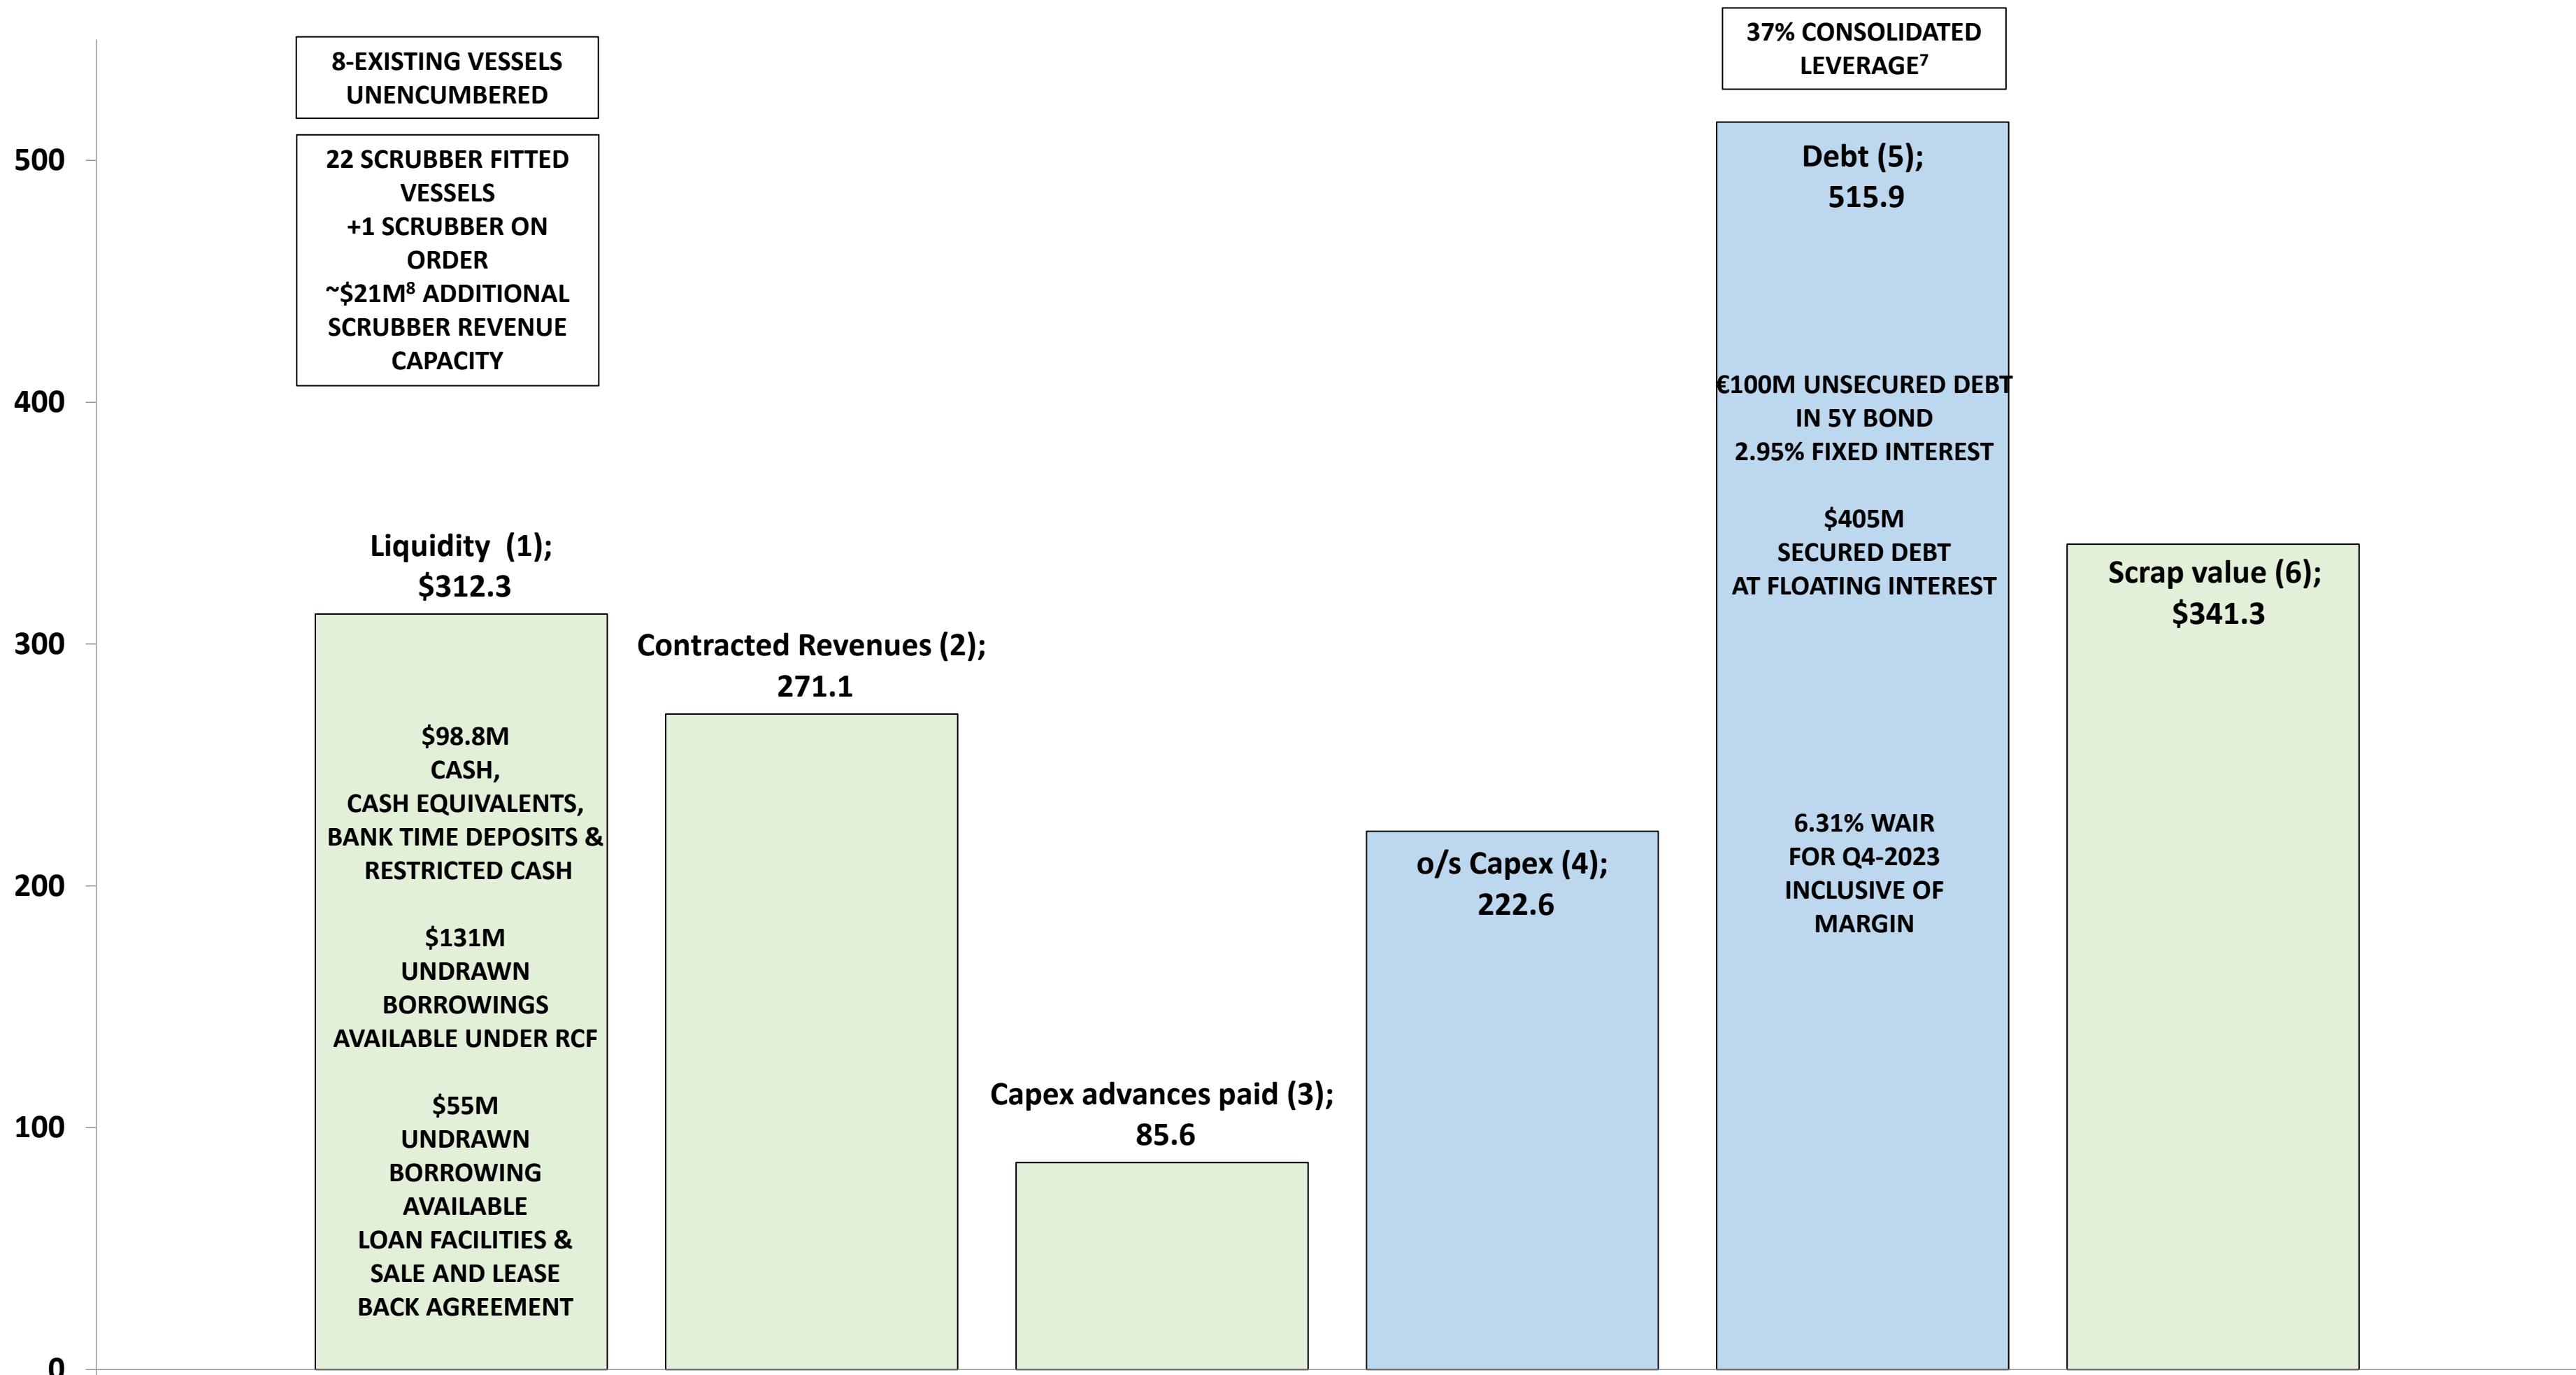 8-EXISTING VESSELS
UNENCUMBERED
22 SCRUBBER FITTED
VESSELS
+1 SCRUBBER ON
ORDER
~$21M⁸ ADDITIONAL
SCRUBBER REVENUE
CAPACITY
37% CONSOLIDATED
LEVERAGE⁷
500
400
300
200
100
0
Liquidity (1);
$312.3
$98.8M
CASH,
CASH EQUIVALENTS,
BANK TIME DEPOSITS &
RESTRICTED CASH
$131M
UNDRAWN
BORROWINGS
AVAILABLE UNDER RCF
$55M
UNDRAWN
BORROWING
AVAILABLE
LOAN FACILITIES &
SALE AND LEASE
BACK AGREEMENT
Contracted Revenues (2);
271.1
Capex advances paid (3);
85.6
o/s Capex (4);
222.6
Debt (5);
515.9
€100M UNSECURED DEBT
IN 5Y BOND
2.95% FIXED INTEREST
$405M
SECURED DEBT
AT FLOATING INTEREST
6.31% WAIR
FOR Q4-2023
INCLUSIVE OF
MARGIN
Scrap value (6);
$341.3